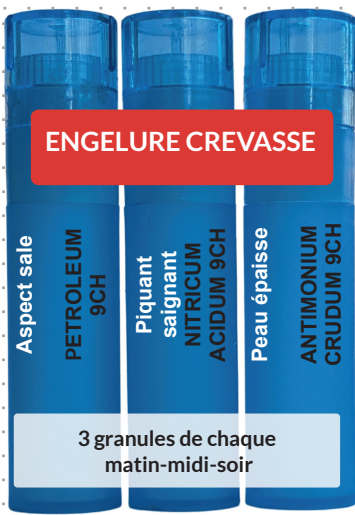 ENGELURE CREVASSE
Aspect sale
PETROLEUM
9CH
Piquant
saignant
NITRICUM
ACIDUM 9CH
Peau épaisse
ANTIMONIUM
CRUDUM 9CH
3 granules de chaque
matin-midi-soir